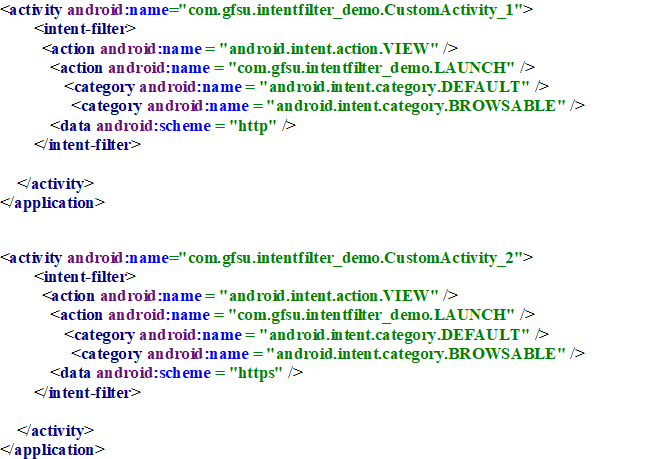 <activity android:name="com.gfsu.intentfilter_demo.CustomActivity_1">
<intent-filter>
<action android:name = "android.intent.action.VIEW" />
<action android:name = "com.gfsu.intentfilter_demo.LAUNCH" />
<category android:name = "android.intent.category.DEFAULT" />
<category android:name = "android.intent.category.BROWSABLE" />
<data android:scheme = "http" />
</intent-filter>
</activity>
</application>
<activity android:name="com.gfsu.intentfilter_demo.CustomActivity_2">
<intent-filter>
<action android:name = "android.intent.action.VIEW" />
<action android:name = "com.gfsu.intentfilter_demo.LAUNCH" />
<category android:name = "android.intent.category.DEFAULT" />
<category android:name = "android.intent.category.BROWSABLE" />
<data android:scheme = "https" />
</intent-filter>
</activity>
</application>